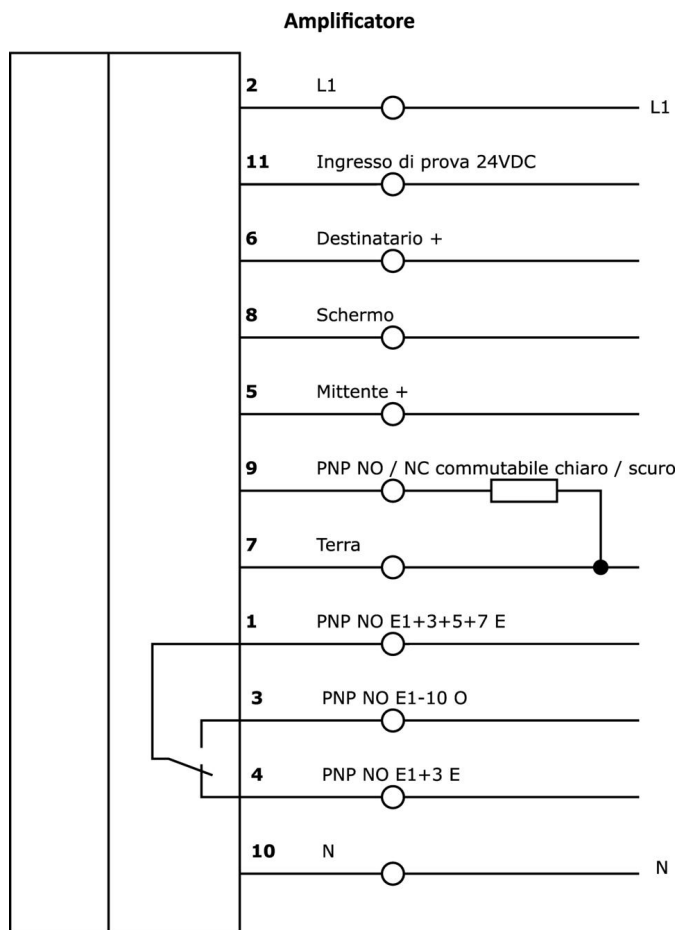 Amplificatore
2 L1
L1
11 Ingresso di prova 24VDC
6 Destinatario +
8 Schermo
5 Mittente +
9 PNP NO / NC commutabile chiaro / scuro
7 Terra
1 PNP NO E1+3+5+7 E
3 PNP NO E1-10 O
4 PNP NO E1+3 E
10 N
N